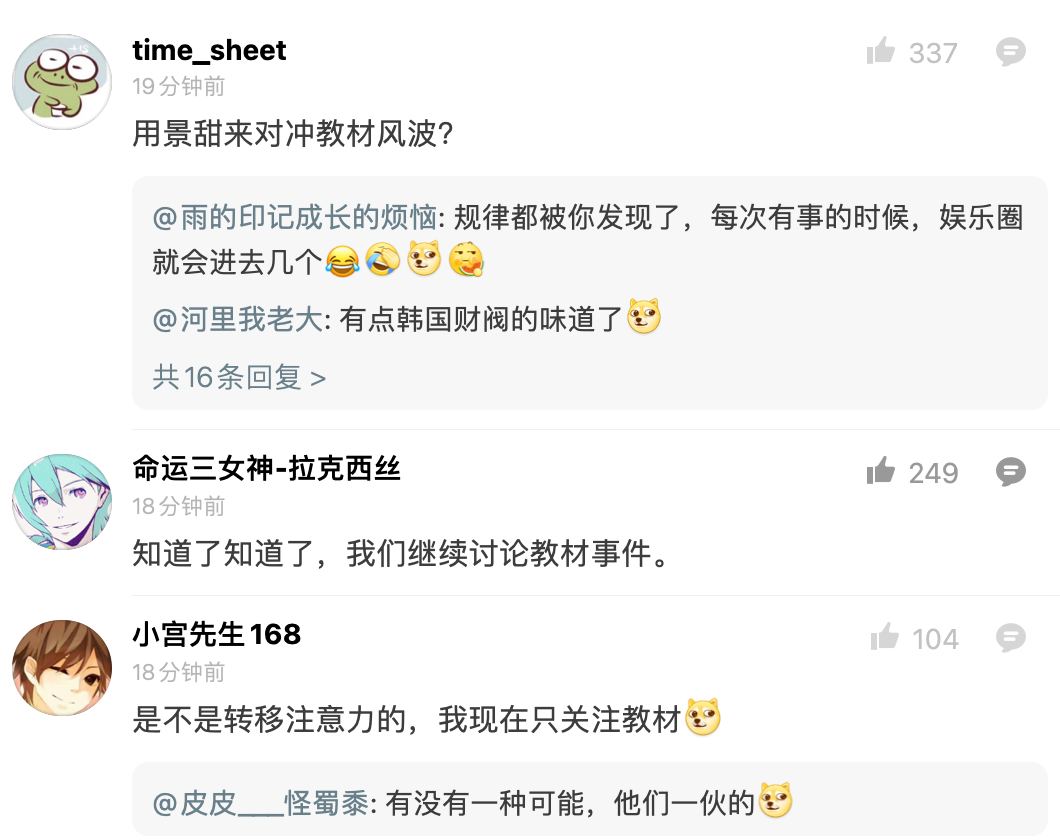 time_sheet
337
19分钟前
用景甜来对冲教材风波?
@雨的印记成长的烦恼: 规律都被你发现了，每次有事的时候，娱乐圈
就会进去几个😂🤣
@河里我老大: 有点韩国财阀的味道了
共16条回复 >
命运三女神-拉克西丝
249
18分钟前
知道了知道了，我们继续讨论教材事件。
小宫先生168
104
18分钟前
是不是转移注意力的，我现在只关注教材
@皮皮___怪蜀黍: 有没有一种可能，他们一伙的